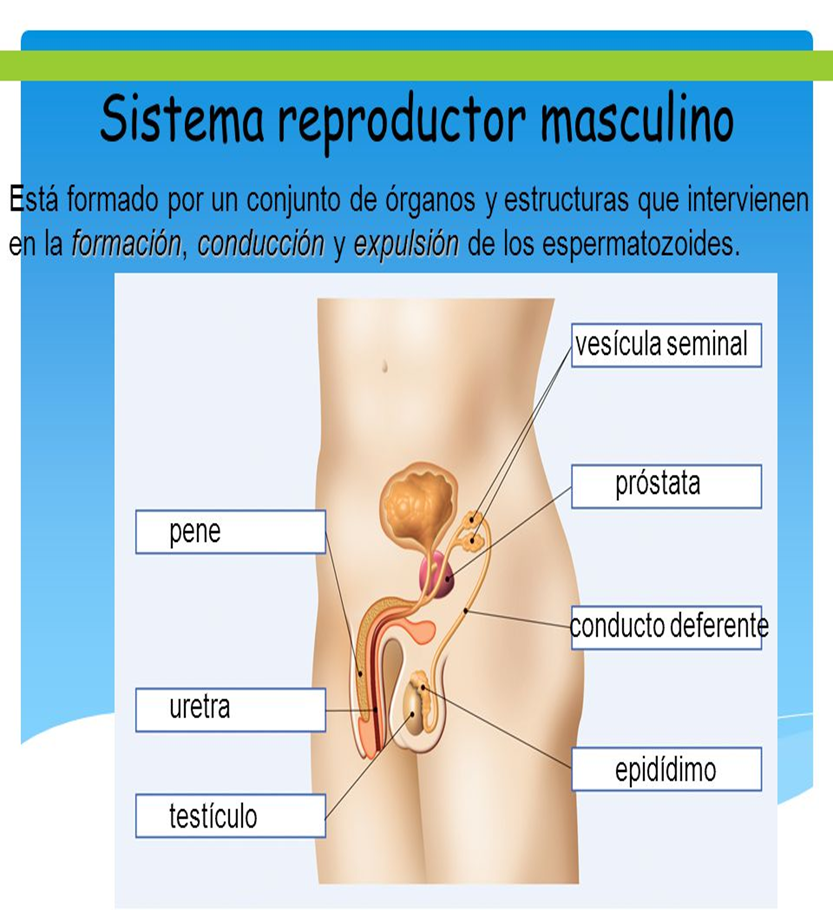 Sistema reproductor masculino
Está formado por un conjunto de órganos y estructuras que intervienen
en la formación, conducción y expulsión de los espermatozoides.
vesícula seminal
próstata
pene
conducto deferente
uretra
epidídimo
testículo